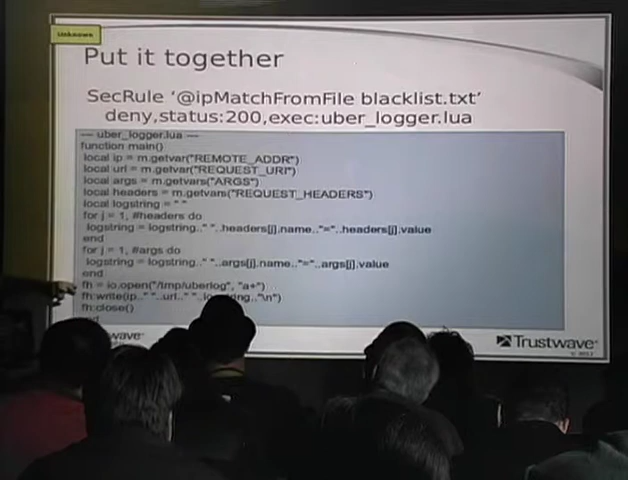 Unknown
Put it together
SecRule ‘@ipMatchFromFile blacklist.txt’
deny,status:200,exec:uber_logger.lua
--- uber_logger.lua ---
function main()
local ip = m.getvar("REMOTE_ADDR")
local url = m.getvar("REQUEST_URI")
local args = m.getvars("ARGS")
local headers = m.getvars("REQUEST_HEADERS")
local logstring = " "
for j = 1, #headers do
logstring = logstring.." "..headers[j].name.."="..headers[j].value
end
for j = 1, #args do
logstring = logstring.." "..args[j].name.."="..args[j].value
end
fh = io.open("/tmp/uberlog", "a+")
fh:write(ip.." "..url.." "..
fh:close()
Trustwave®